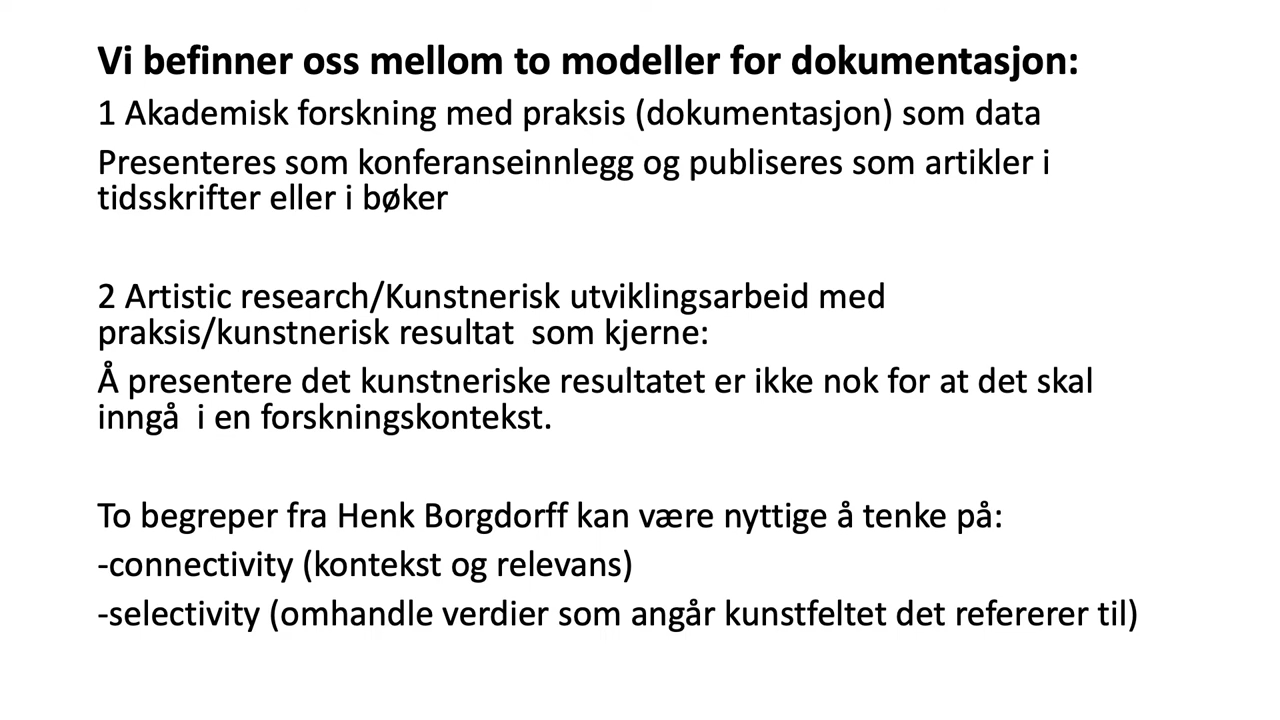 Vi befinner oss mellom to modeller for dokumentasjon:
1 Akademisk forskning med praksis (dokumentasjon) som data
Presenteres som konferanseinnlegg og publiseres som artikler i
tidsskrifter eller i bøker
2 Artistic research/Kunstnerisk utviklingsarbeid med
praksis/kunstnerisk resultat  som kjerne:
Å presentere det kunstneriske resultatet er ikke nok for at det skal
inngå  i en forskningskontekst.
To begreper fra Henk Borgdorff kan være nyttige å tenke på:
-connectivity (kontekst og relevans)
-selectivity (omhandle verdier som angår kunstfeltet det refererer til)